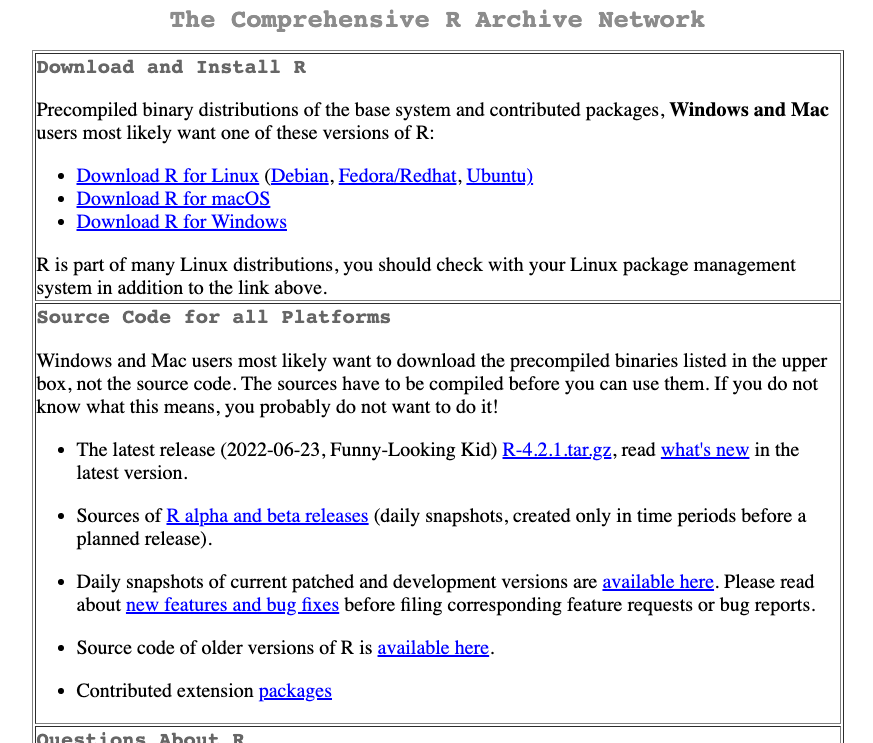 The Comprehensive R Archive Network
Download and Install R
Precompiled binary distributions of the base system and contributed packages, Windows and Mac
users most likely want one of these versions of R:
• Download R for Linux (Debian, Fedora/Redhat, Ubuntu)
• Download R for macOS
• Download R for Windows
R is part of many Linux distributions, you should check with your Linux package management
system in addition to the link above.
Source Code for all Platforms
Windows and Mac users most likely want to download the precompiled binaries listed in the upper
box, not the source code. The sources have to be compiled before you can use them. If you do not
know what this means, you probably do not want to do it!
• The latest release (2022-06-23, Funny-Looking Kid) R-4.2.1.tar.gz, read what's new in the
latest version.
• Sources of R alpha and beta releases (daily snapshots, created only in time periods before a
planned release).
• Daily snapshots of current patched and development versions are available here. Please read
about new features and bug fixes before filing corresponding feature requests or bug reports.
• Source code of older versions of R is available here.
• Contributed extension packages
Questions About R